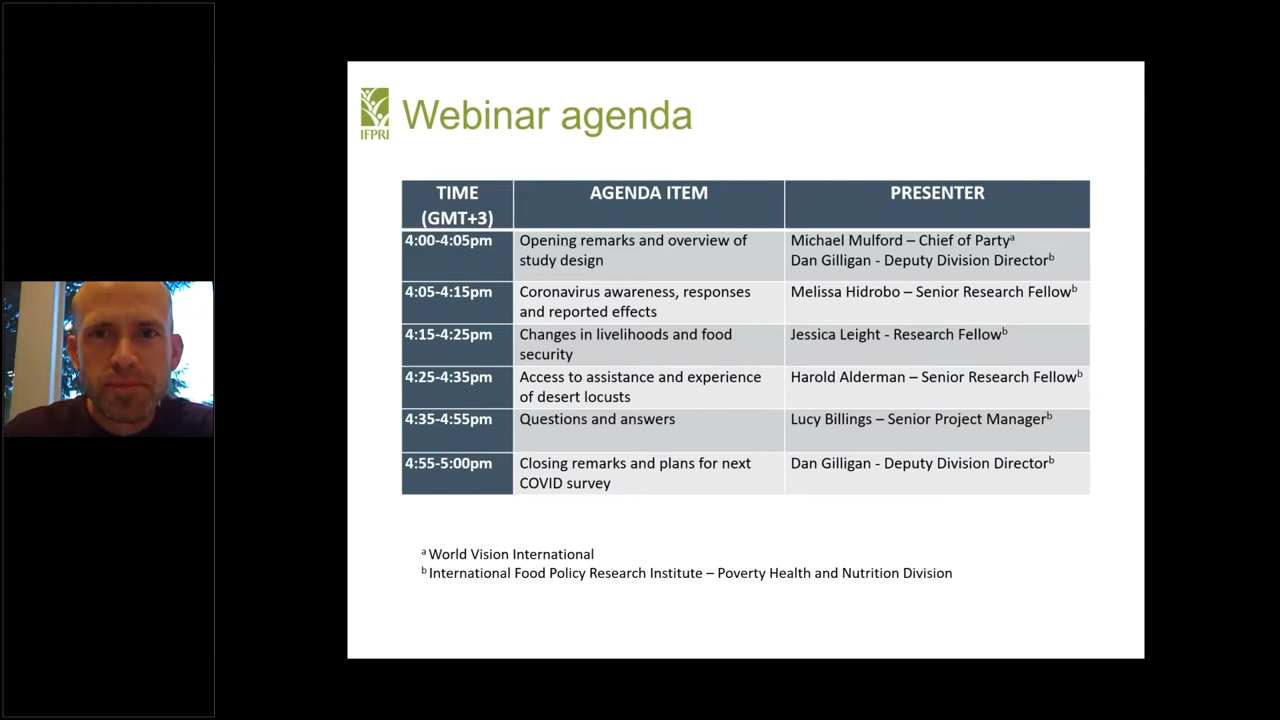 IFPRI
Webinar agenda
TIME
(GMT+3)
AGENDA ITEM
PRESENTER
4:00-4:05pm
Opening remarks and overview of
study design
Michael Mulford – Chief of Partyᵃ
Dan Gilligan - Deputy Division Directorᵇ
4:05-4:15pm
Coronavirus awareness, responses
and reported effects
Melissa Hidrobo – Senior Research Fellowᵇ
4:15-4:25pm
Changes in livelihoods and food
security
Jessica Leight - Research Fellowᵇ
4:25-4:35pm
Access to assistance and experience
of desert locusts
Harold Alderman – Senior Research Fellowᵇ
4:35-4:55pm
Questions and answers
Lucy Billings – Senior Project Managerᵇ
4:55-5:00pm
Closing remarks and plans for next
COVID survey
Dan Gilligan - Deputy Division Directorᵇ
ᵃ World Vision International
ᵇ International Food Policy Research Institute – Poverty Health and Nutrition Division